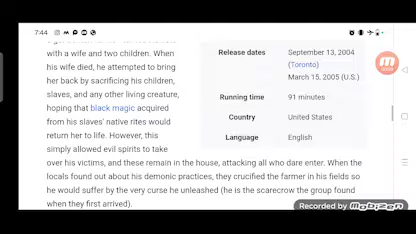 7:44
with a wife and two children. When
his wife died, he attempted to bring
her back by sacrificing his children,
slaves, and any other living creature,
hoping that black magic acquired
from his slaves' native rites would
return her to life. However, this
simply allowed evil spirits to take
over his victims, and these remain in the house, attacking all who dare enter. When the
locals found out about his demonic practices, they crucified the farmer in his fields so
he would suffer by the very curse he unleashed (he is the scarecrow the group found
when they first arrived).
Release dates September 13, 2004
(Toronto)
March 15, 2005 (U.S.)
Running time 91 minutes
Country United States
Language English
Recorded by Mobizen